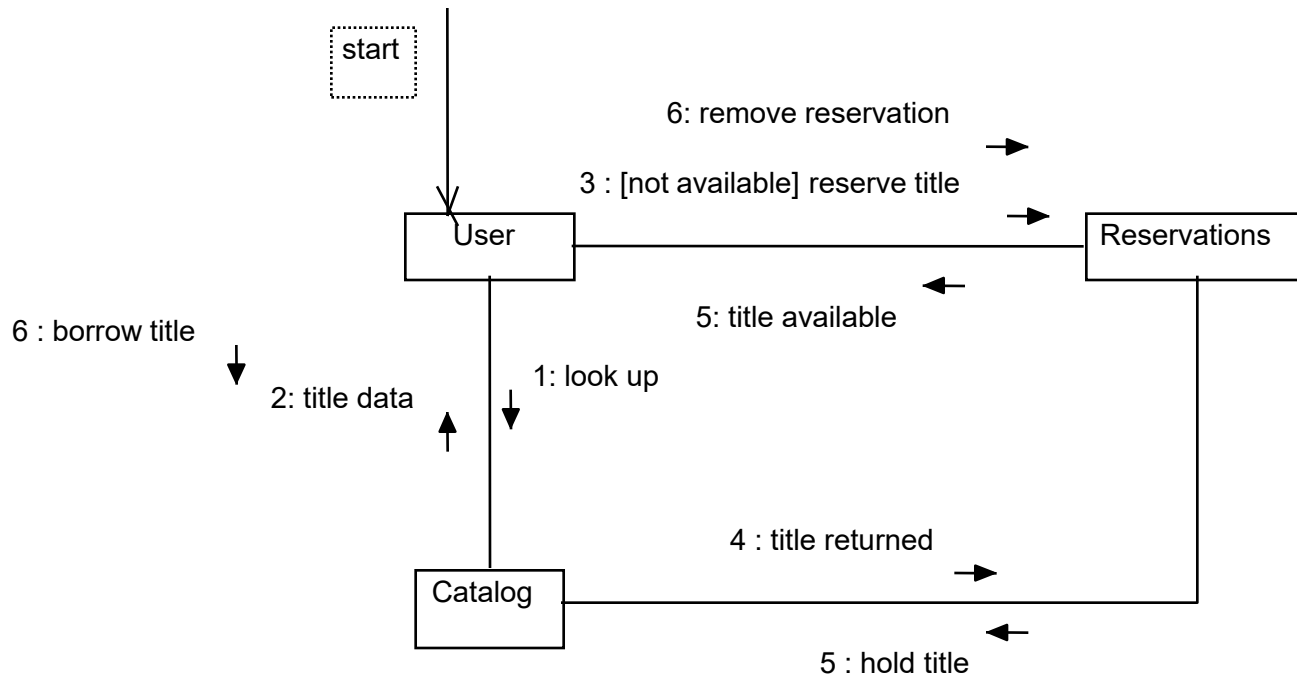 start
6: remove reservation
3 : [not available] reserve title
User
Reservations
5: title available
6 : borrow title
1: look up
2: title data
4 : title returned
Catalog
5 : hold title